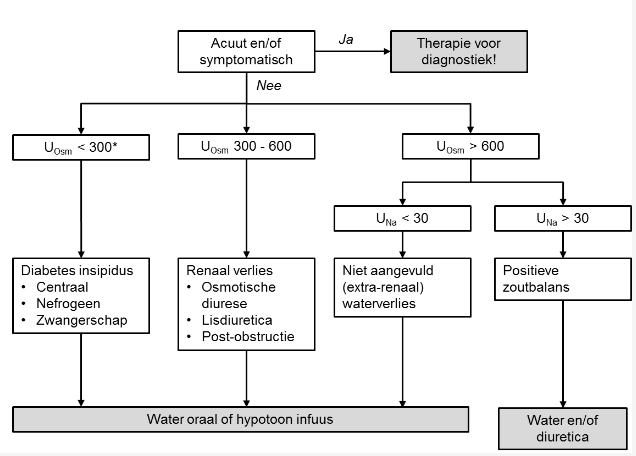 Acuut en/of
symptomatisch
Ja
Therapie voor
diagnostiek!
Nee
UOsm < 300*
UOsm 300 - 600
UOsm > 600
UNa < 30
UNa > 30
Diabetes insipidus
• Centraal
• Nefrogeen
• Zwangerschap
Renaal verlies
• Osmotische
diurese
• Lisdiuretica
• Post-obstructie
Niet aangevuld
(extra-renaal)
waterverlies
Positieve
zoutbalans
Water oraal of hypotoon infuus
Water en/of
diuretica